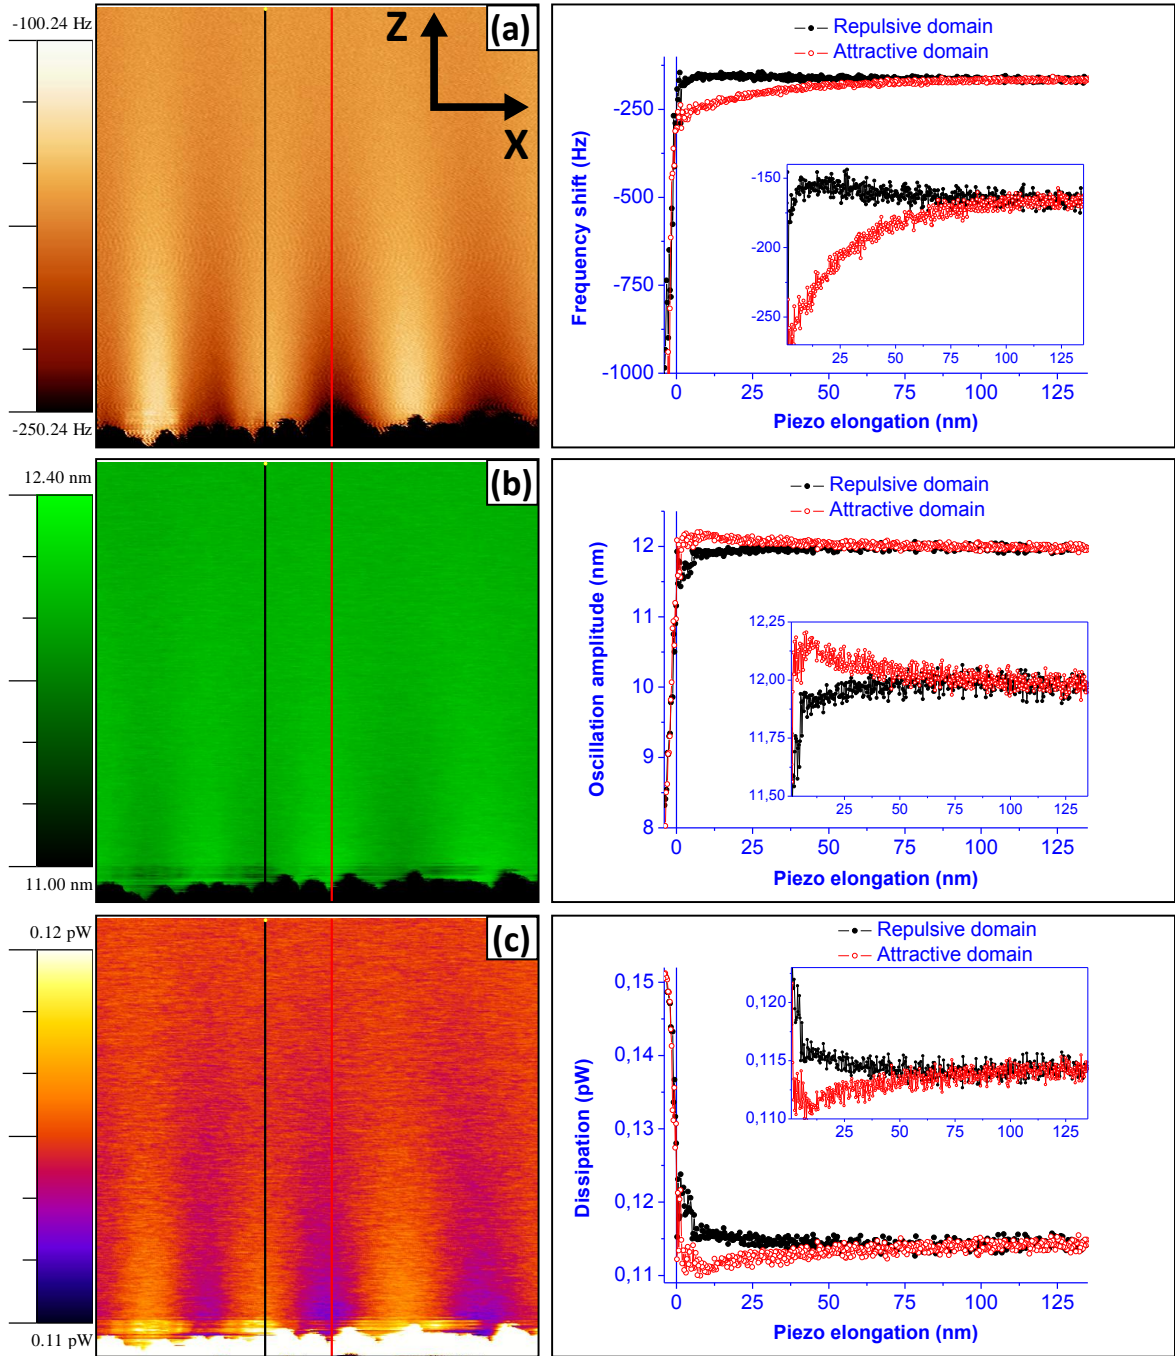 -100.24 Hz
-250.24 Hz
(a)
Z
X
Repulsive domain
Attractive domain
Frequency shift (Hz)
-250
-500
-750
-1000
0 25 50 75 100 125
Piezo elongation (nm)
-150
-200
-250
25 50 75 100 125
12.40 nm
11.00 nm
(b)
Repulsive domain
Attractive domain
Oscillation amplitude (nm)
12
11
10
9
8
0 25 50 75 100 125
Piezo elongation (nm)
12,25
12,00
11,75
11,50
25 50 75 100 125
0.12 pW
0.11 pW
(c)
Repulsive domain
Attractive domain
Dissipation (pW)
0,15
0,14
0,13
0,12
0,11
0 25 50 75 100 125
Piezo elongation (nm)
0,120
0,115
0,110
25 50 75 100 125